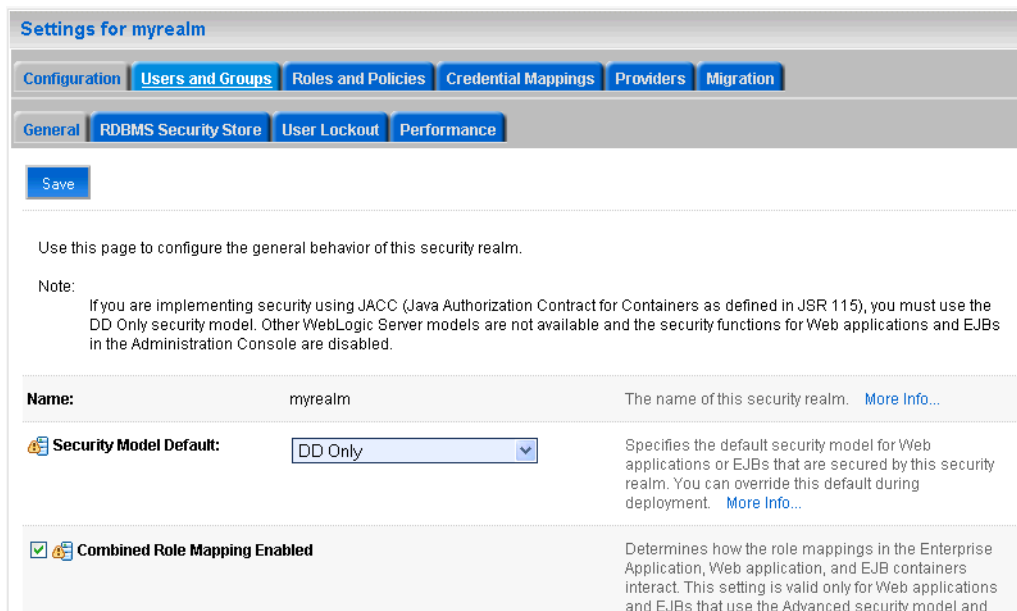 Settings for myrealm
Configuration Users and Groups Roles and Policies Credential Mappings Providers Migration
General RDBMS Security Store User Lockout Performance
Save
Use this page to configure the general behavior of this security realm.
Note:
If you are implementing security using JACC (Java Authorization Contract for Containers as defined in JSR 115), you must use the
DD Only security model. Other WebLogic Server models are not available and the security functions for Web applications and EJBs
in the Administration Console are disabled.
Name: myrealm The name of this security realm. More Info...
Security Model Default: DD Only Specifies the default security model for Web
applications or EJBs that are secured by this security
realm. You can override this default during
deployment. More Info...
Combined Role Mapping Enabled Determines how the role mappings in the Enterprise
Application, Web application, and EJB containers
interact. This setting is valid only for Web applications
and EJBs that use the Advanced security model and